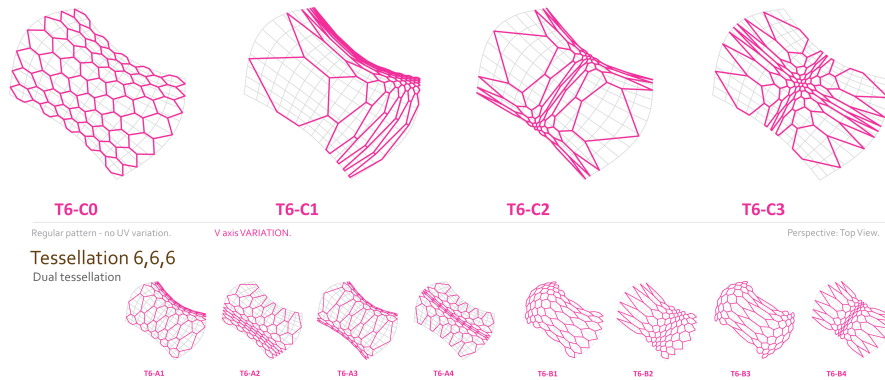 T6-C0 T6-C1 T6-C2 T6-C3
Regular pattern - no UV variation. V axis VARIATION. Perspective: Top View.
Tessellation 6,6,6
Dual tessellation
T6-A1 T6-A2 T6-A3 T6-A4 T6-B1 T6-B2 T6-B3 T6-B4